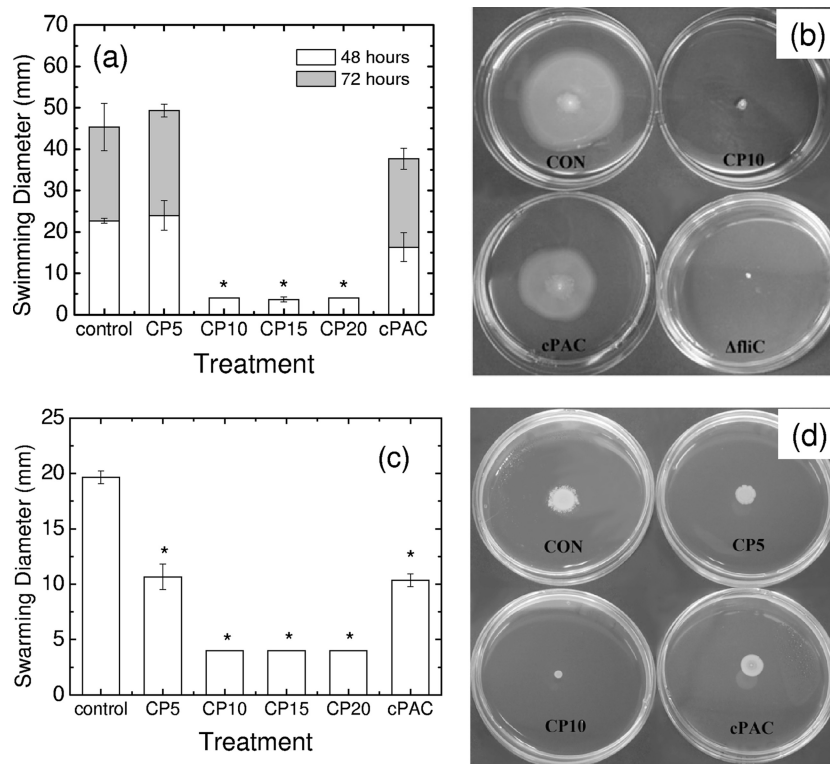 (a)
48 hours
72 hours
Swimming Diameter (mm)
70
60
50
40
30
20
10
0
* * *
control CP5 CP10 CP15 CP20 cPAC
Treatment
(b)
CON
CP10
cPAC
ΔfliC
(c)
Swarming Diameter (mm)
25
20
15
10
5
0
* * * * *
control CP5 CP10 CP15 CP20 cPAC
Treatment
(d)
CON
CP5
CP10
cPAC